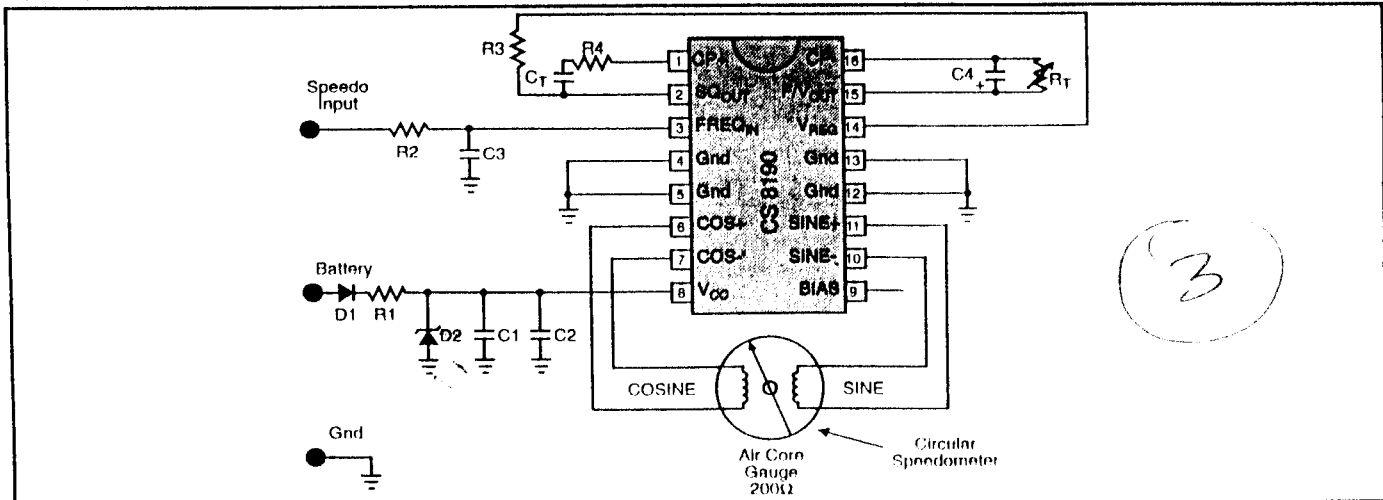 R3
R4
CT
1
CP+
2
SQOUT
3
FREQIN
4
Gnd
5
Gnd
6
COS+
7
COS-
8
VCC
CS 8190
CP-
16
F/VOUT
15
VREG
14
Gnd
13
Gnd
12
SINE+
11
SINE-
10
BIAS
9
C4
+
RT
Speedo
Input
R2
C3
Battery
D1
R1
D2
C1
C2
3
COSINE
SINE
Gnd
Air Core
Gauge
200Ω
Circular
Speedometer